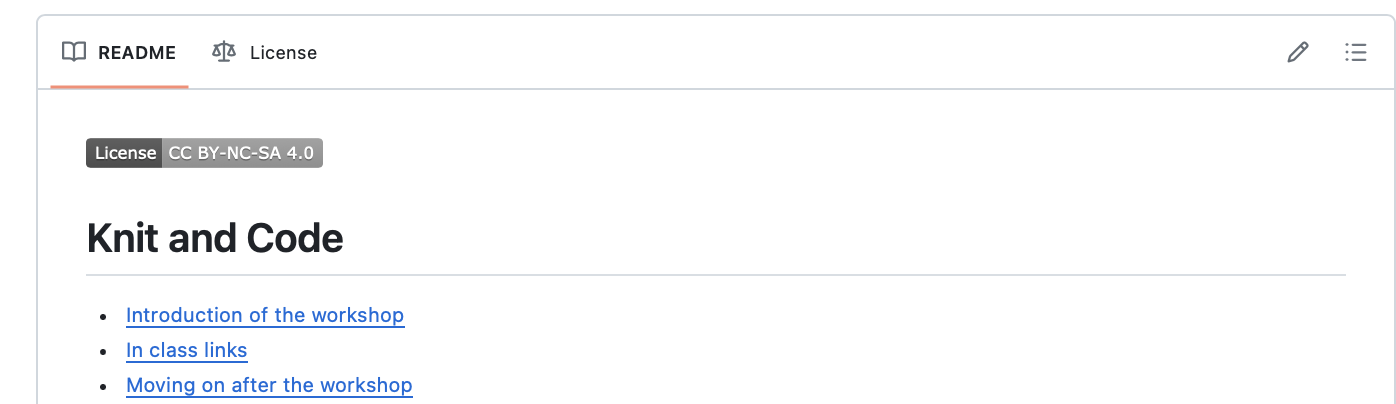 README License
License CC BY-NC-SA 4.0
Knit and Code
Introduction of the workshop
In class links
Moving on after the workshop